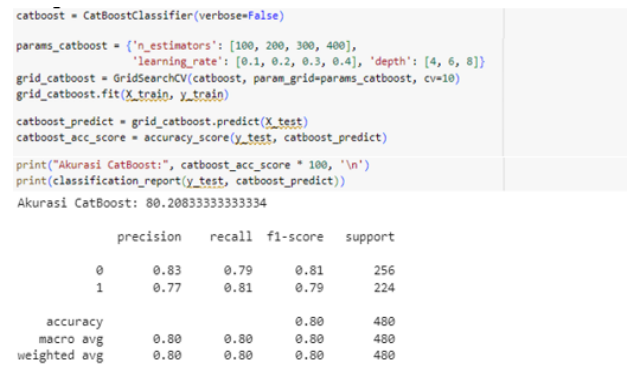 catboost = CatBoostClassifier(verbose=False)
params_catboost = {'n_estimators': [100, 200, 300, 400],
'learning_rate': [0.1, 0.2, 0.3, 0.4], 'depth': [4, 6, 8]}
grid_catboost = GridSearchCV(catboost, param_grid=params_catboost, cv=10)
grid_catboost.fit(X_train, y_train)
catboost_predict = grid_catboost.predict(X_test)
catboost_acc_score = accuracy_score(y_test, catboost_predict)
print("Akurasi CatBoost:", catboost_acc_score * 100, '\n')
print(classification_report(y_test, catboost_predict))
Akurasi CatBoost: 80.20833333333334
precision recall f1-score support
0 0.83 0.79 0.81 256
1 0.77 0.81 0.79 224
accuracy 0.80 480
macro avg 0.80 0.80 0.80 480
weighted avg 0.80 0.80 0.80 480